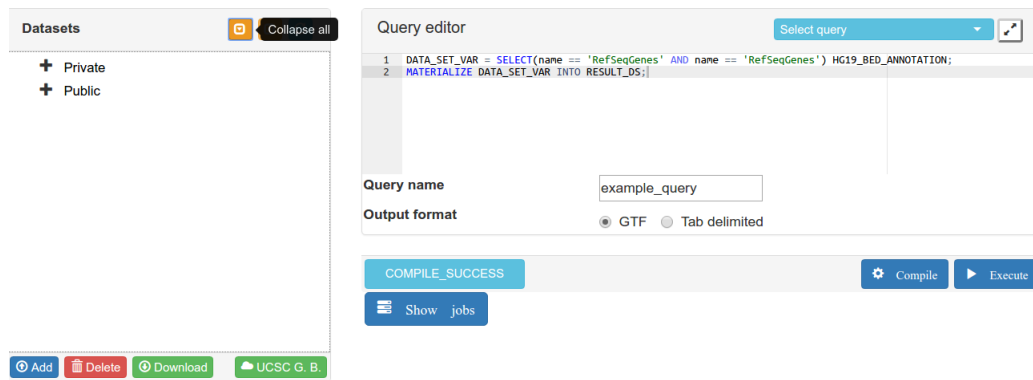 Datasets
Collapse all
Private
Public
Add
Delete
Download
UCSC G. B.
Query editor
Select query
1 DATA_SET_VAR = SELECT(name == 'RefSeqGenes' AND name == 'RefSeqGenes') HG19_BED_ANNOTATION;
2 MATERIALIZE DATA_SET_VAR INTO RESULT_DS;
Query name
example_query
Output format
GTF
Tab delimited
COMPILE_SUCCESS
Compile
Execute
Show jobs